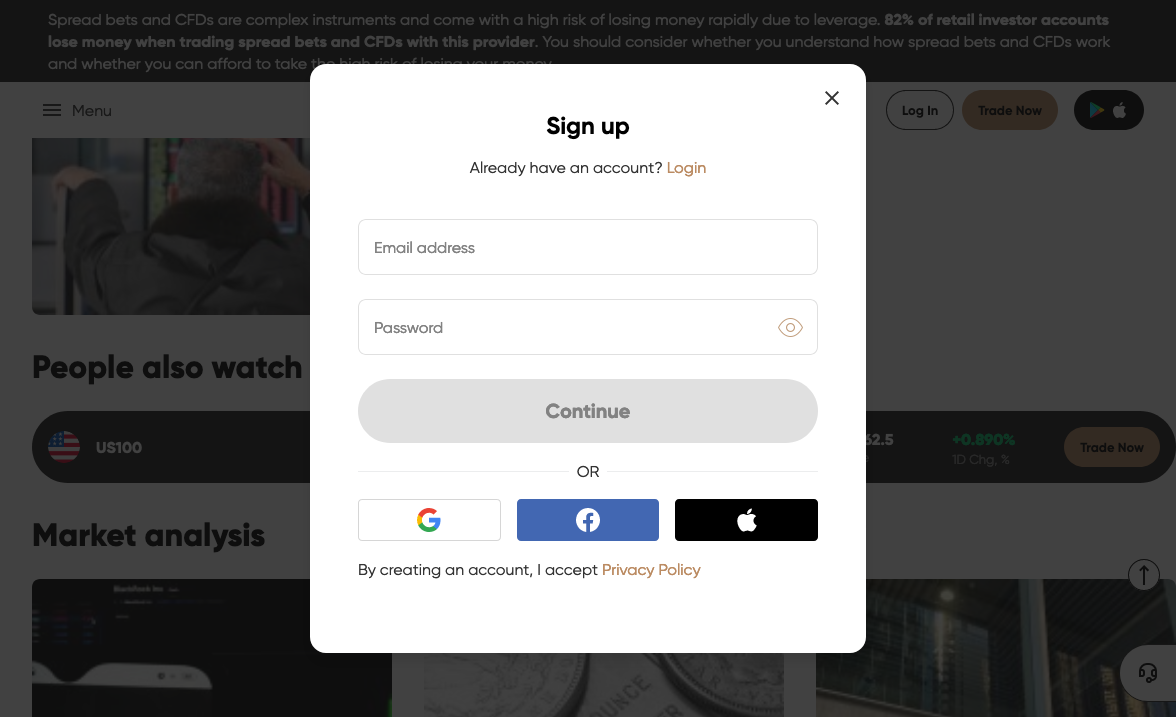 Spread bets and CFDs are complex instruments and come with a high risk of losing money rapidly due to leverage. 82% of retail investor accounts
lose money when trading spread bets and CFDs with this provider. You should consider whether you understand how spread bets and CFDs work
and whether you can afford to take the high risk of losing your money.
Menu
Log In
Trade Now
Sign up
Already have an account? Login
Email address
Password
Continue
OR
By creating an account, I accept Privacy Policy
People also watch
US100
62.5
+0.890%
1D Chg, %
Trade Now
Market analysis
OUNCE